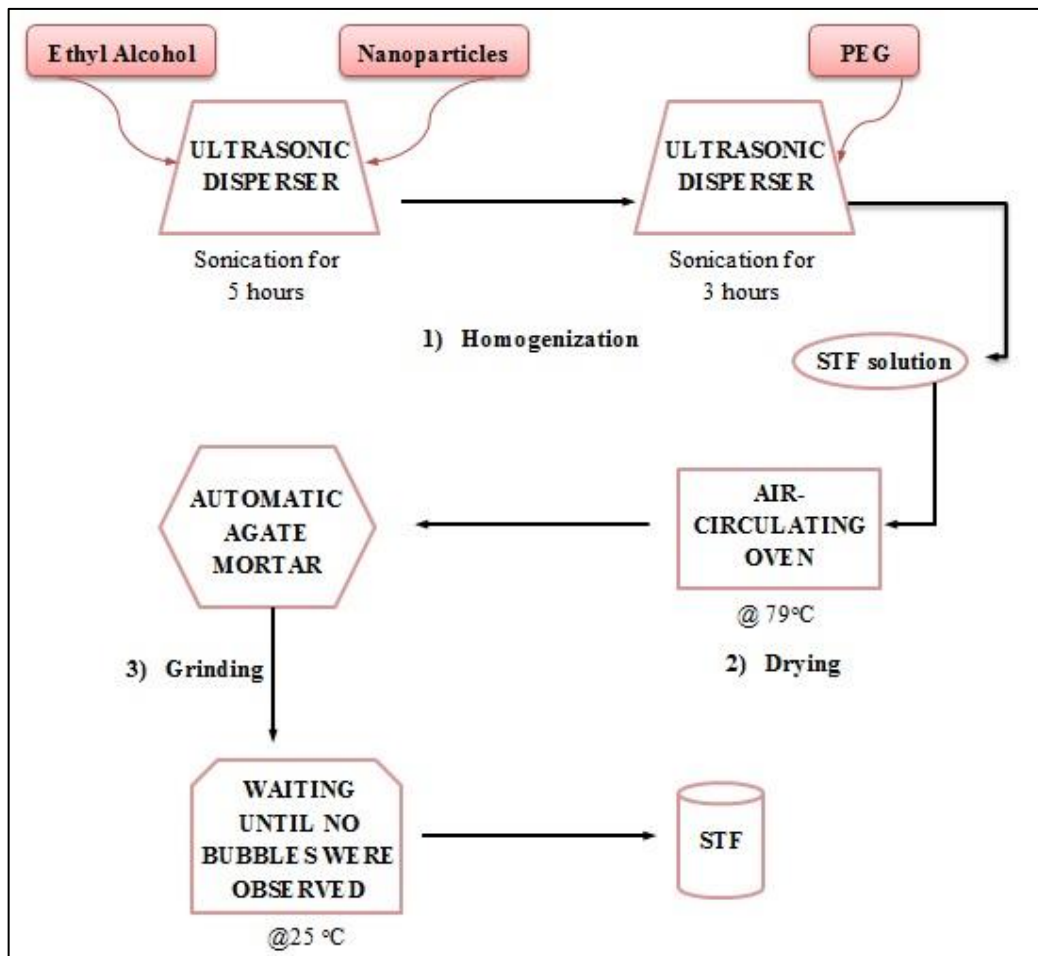 Ethyl Alcohol
Nanoparticles
PEG
ULTRASONIC
DISPERSER
ULTRASONIC
DISPERSER
Sonication for
5 hours
Sonication for
3 hours
1) Homogenization
STF solution
AUTOMATIC
AGATE
MORTAR
AIR-
CIRCULATING
OVEN
@ 79°C
3) Grinding
2) Drying
WAITING
UNTIL NO
BUBBLES WERE
OBSERVED
STF
@25 °C